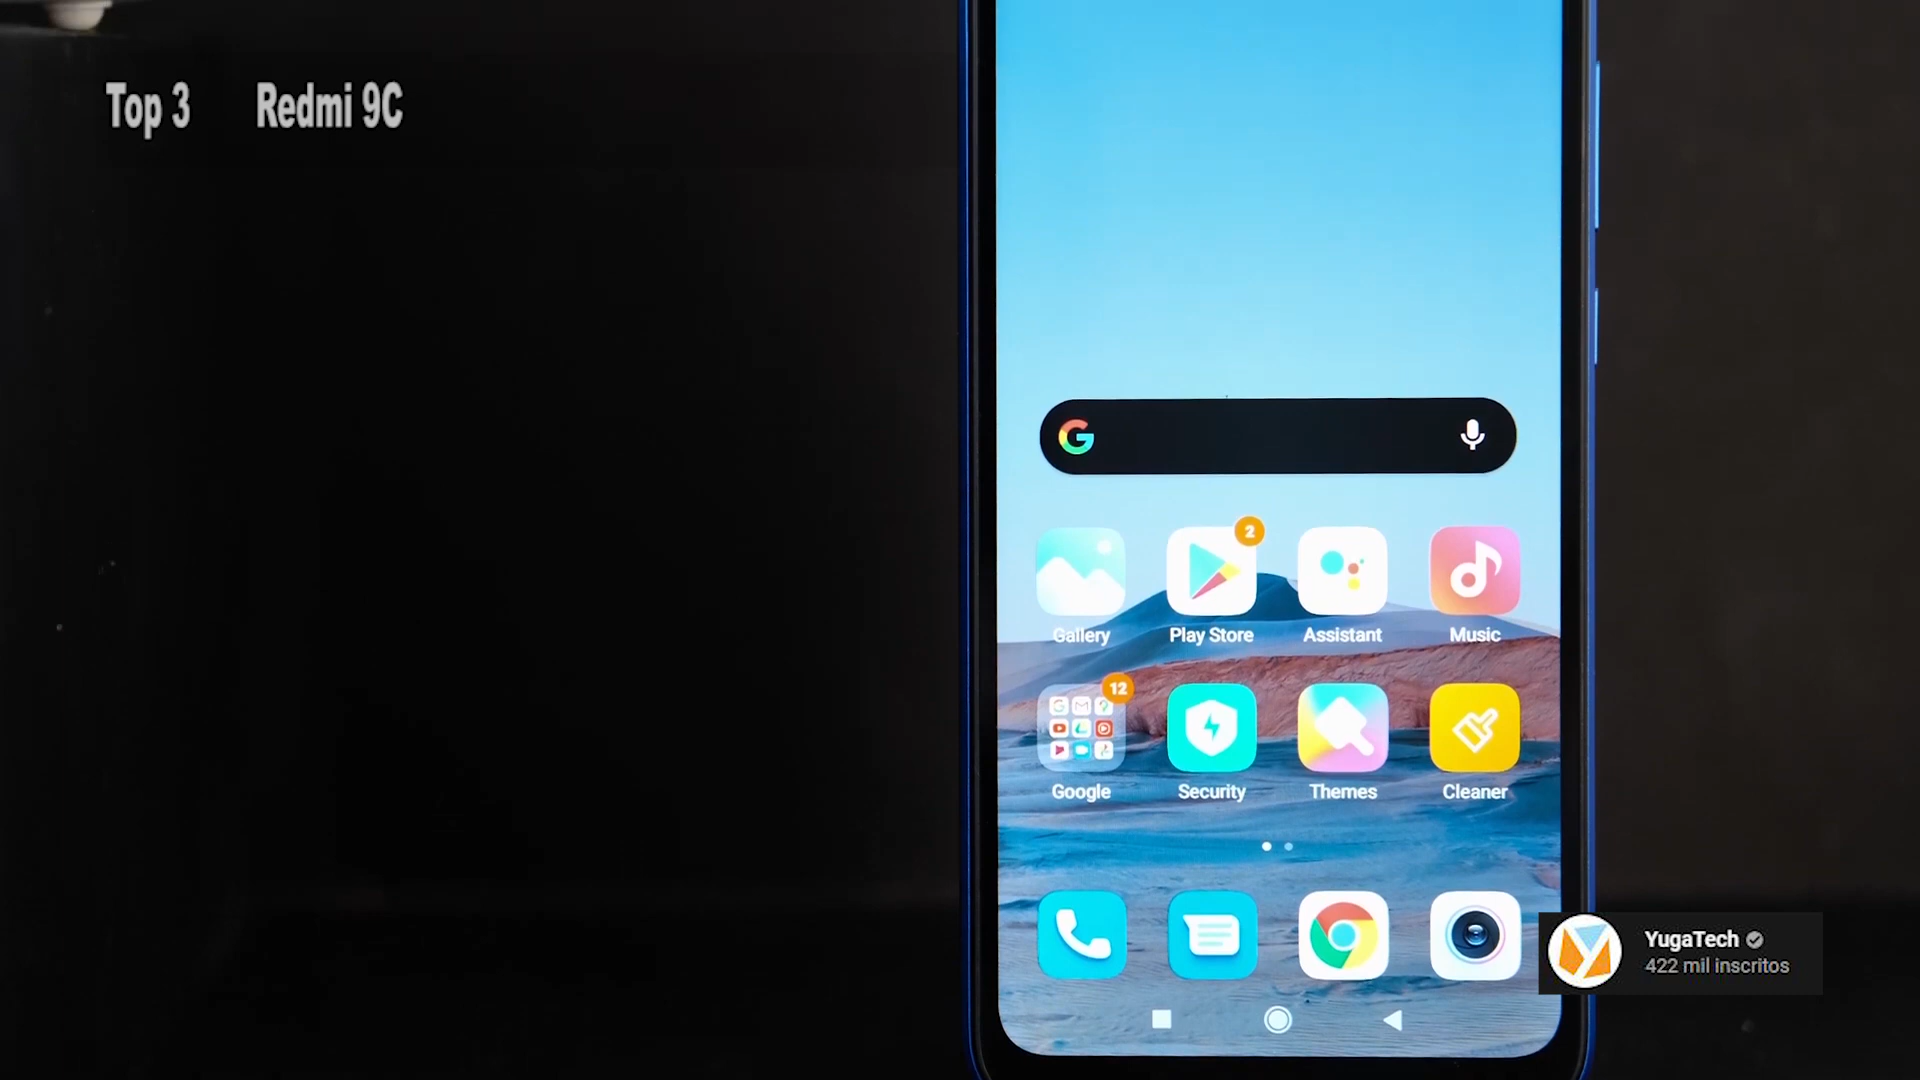 Top 3 Redmi 9C
2
Gallery Play Store Assistant Music
12
Google Security Themes Cleaner
YugaTech
422 mil inscritos